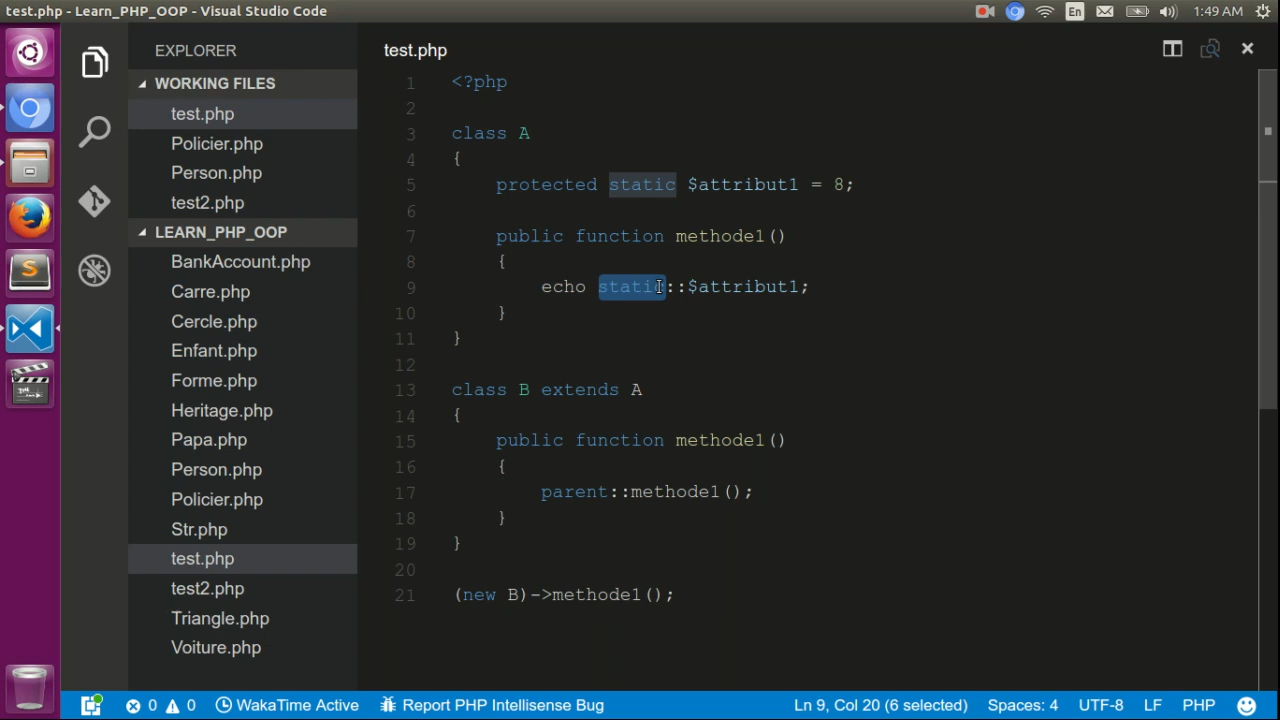 test.php - Learn_PHP_OOP - Visual Studio Code
En
1:49 AM
EXPLORER
WORKING FILES
test.php
Policier.php
Person.php
test2.php
LEARN_PHP_OOP
BankAccount.php
Carre.php
Cercle.php
Enfant.php
Forme.php
Heritage.php
Papa.php
Person.php
Policier.php
Str.php
test.php
test2.php
Triangle.php
Voiture.php
test.php
1 <?php
2
3 class A
4 {
5 protected static $attribut1 = 8;
6
7 public function methode1()
8 {
9 echo static::$attribut1;
10 }
11 }
12
13 class B extends A
14 {
15 public function methode1()
16 {
17 parent::methode1();
18 }
19 }
20
21 (new B)->methode1();
0 0 WakaTime Active Report PHP Intellisense Bug Ln 9, Col 20 (6 selected) Spaces: 4 UTF-8 LF PHP